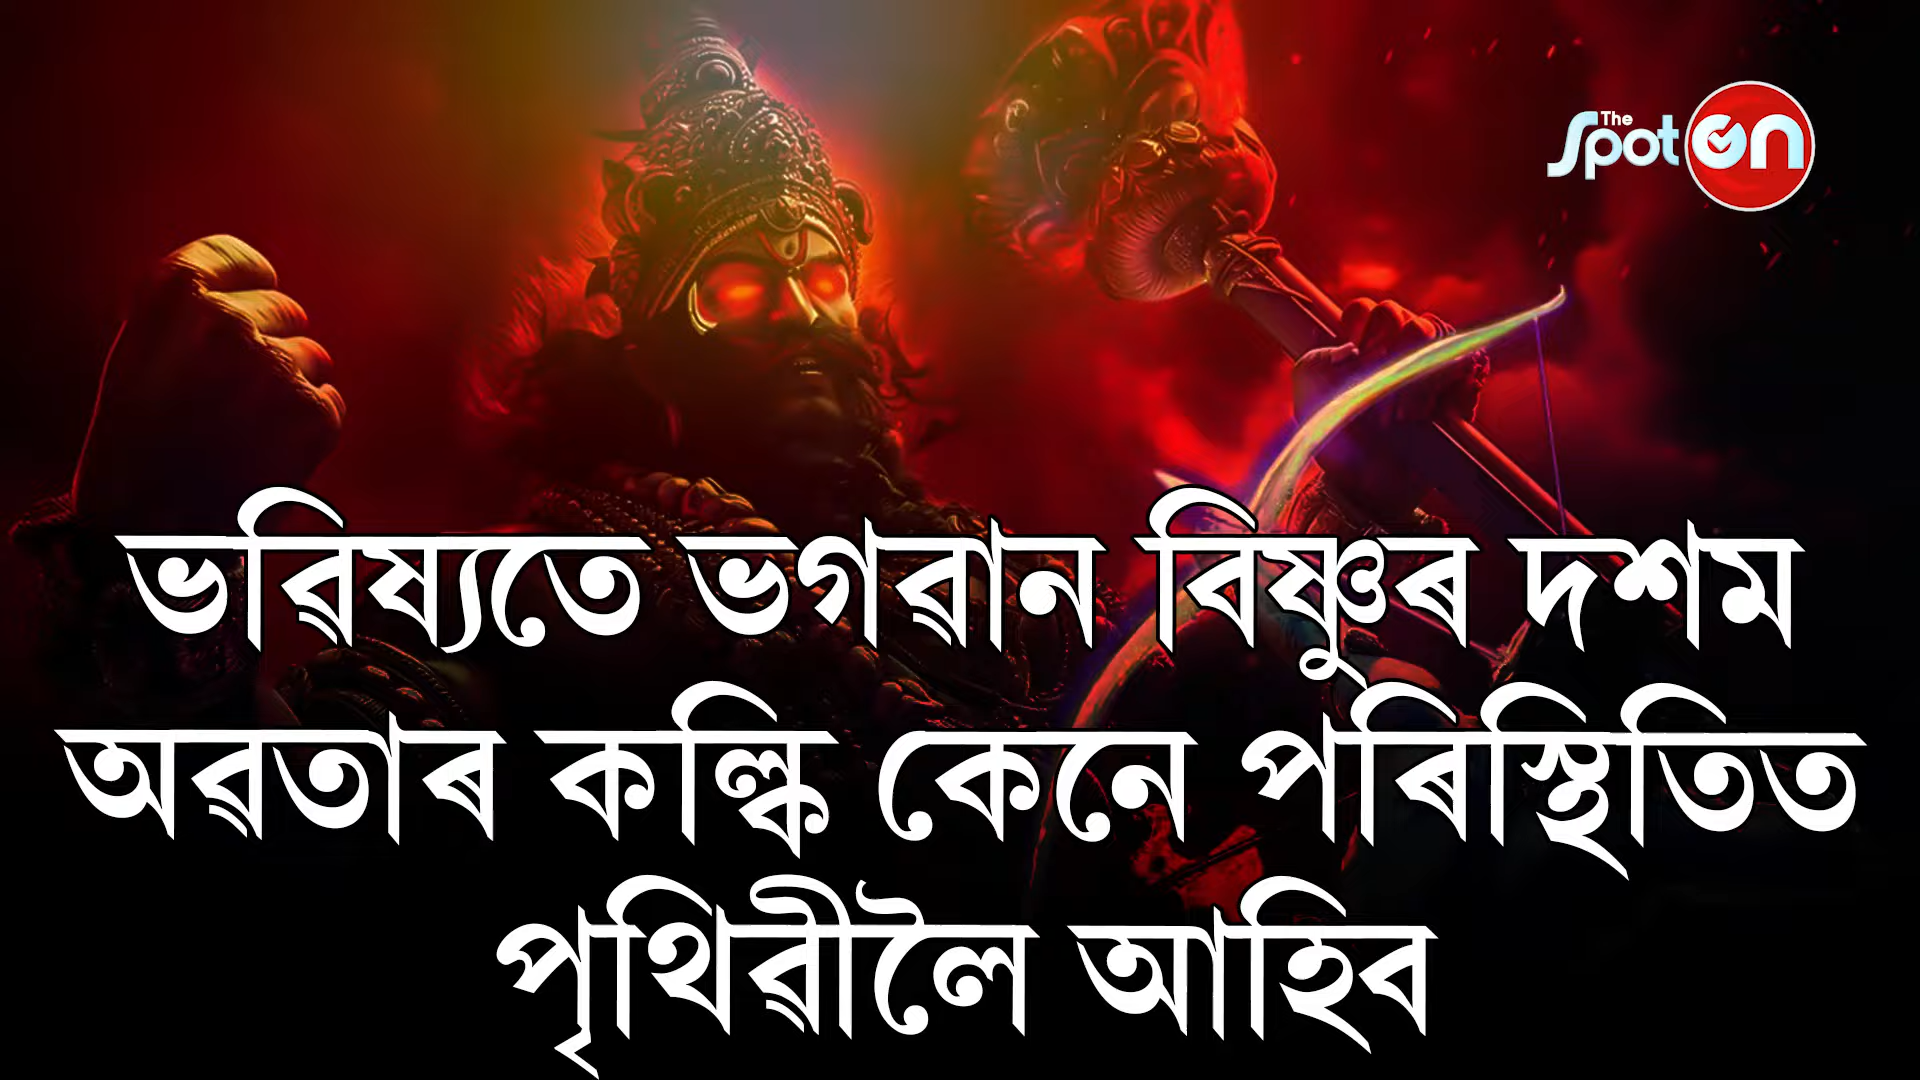 The
Spot On
ভৱিষ্যতে ভগৱান বিষ্ণুৰ দশম
অৱতাৰ কল্কি কেনে পৰিস্থিতিত
পৃথিৱীলৈ আহিব